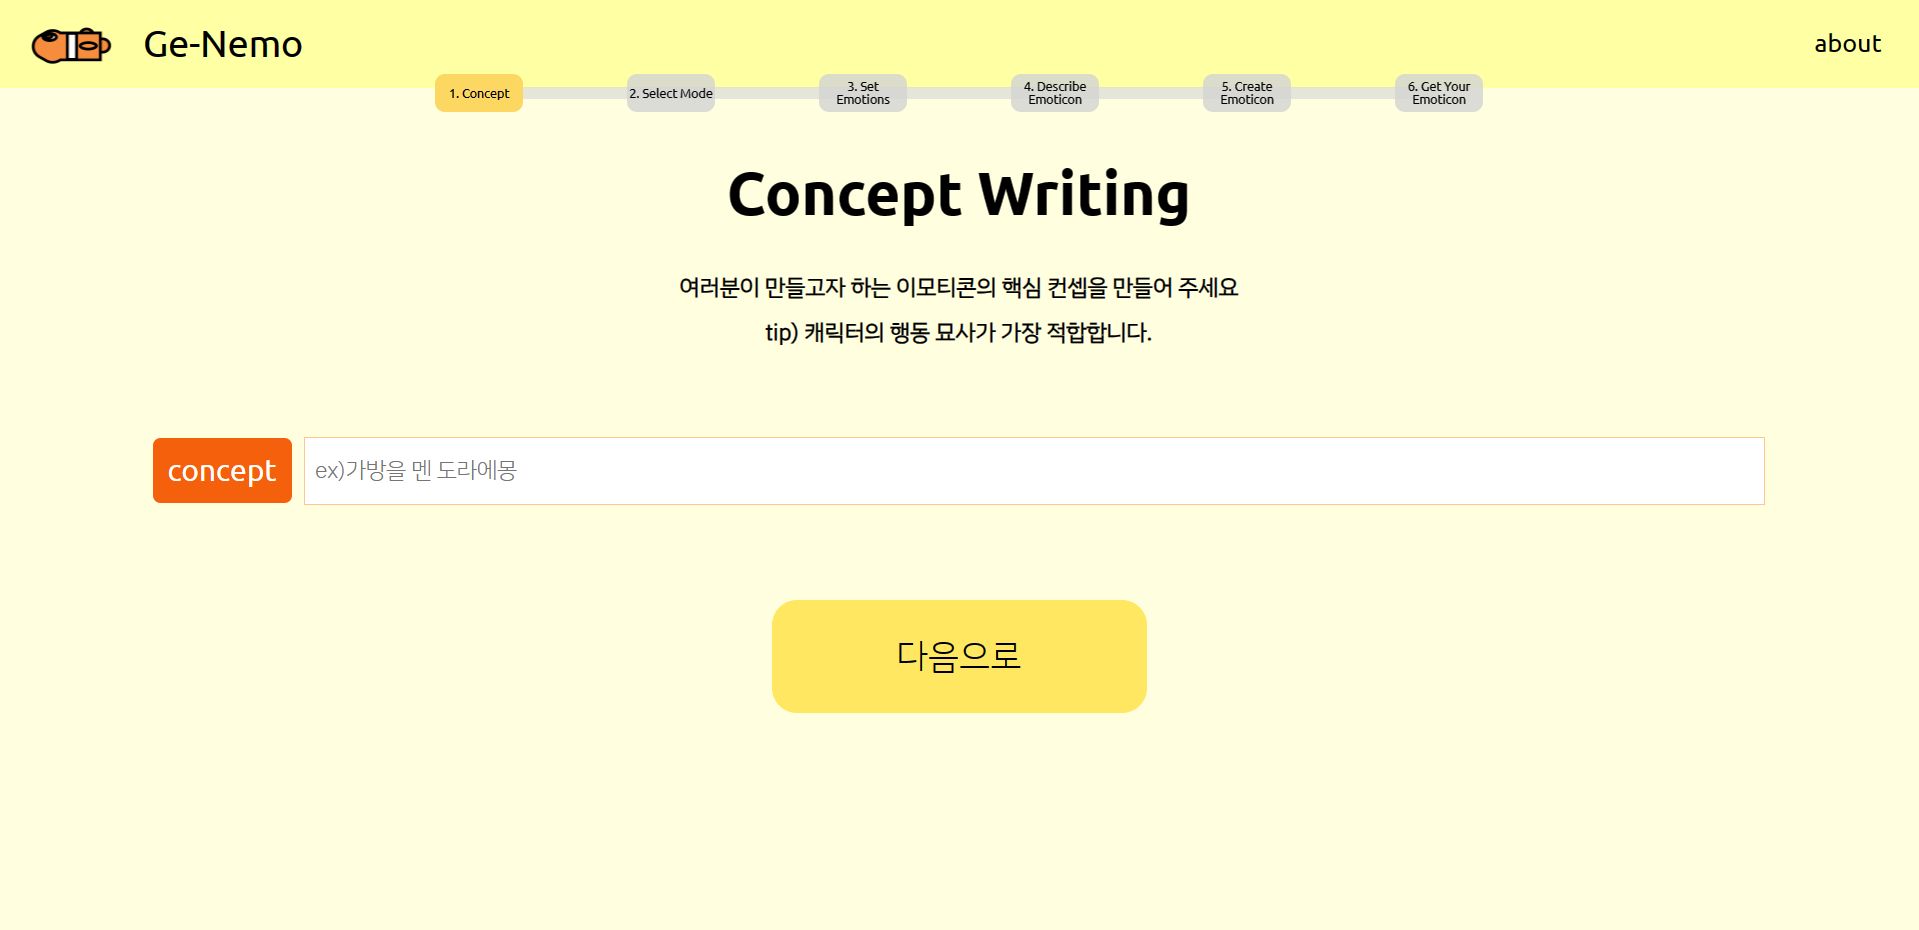 Ge-Nemo
about
1. Concept
2. Select Mode
3. Set
Emotions
4. Describe
Emoticon
5. Create
Emoticon
6. Get Your
Emoticon
Concept Writing
여러분이 만들고자 하는 이모티콘의 핵심 컨셉을 만들어 주세요
tip) 캐릭터의 행동 묘사가 가장 적합합니다.
concept
ex)가방을 멘 도라에몽
다음으로